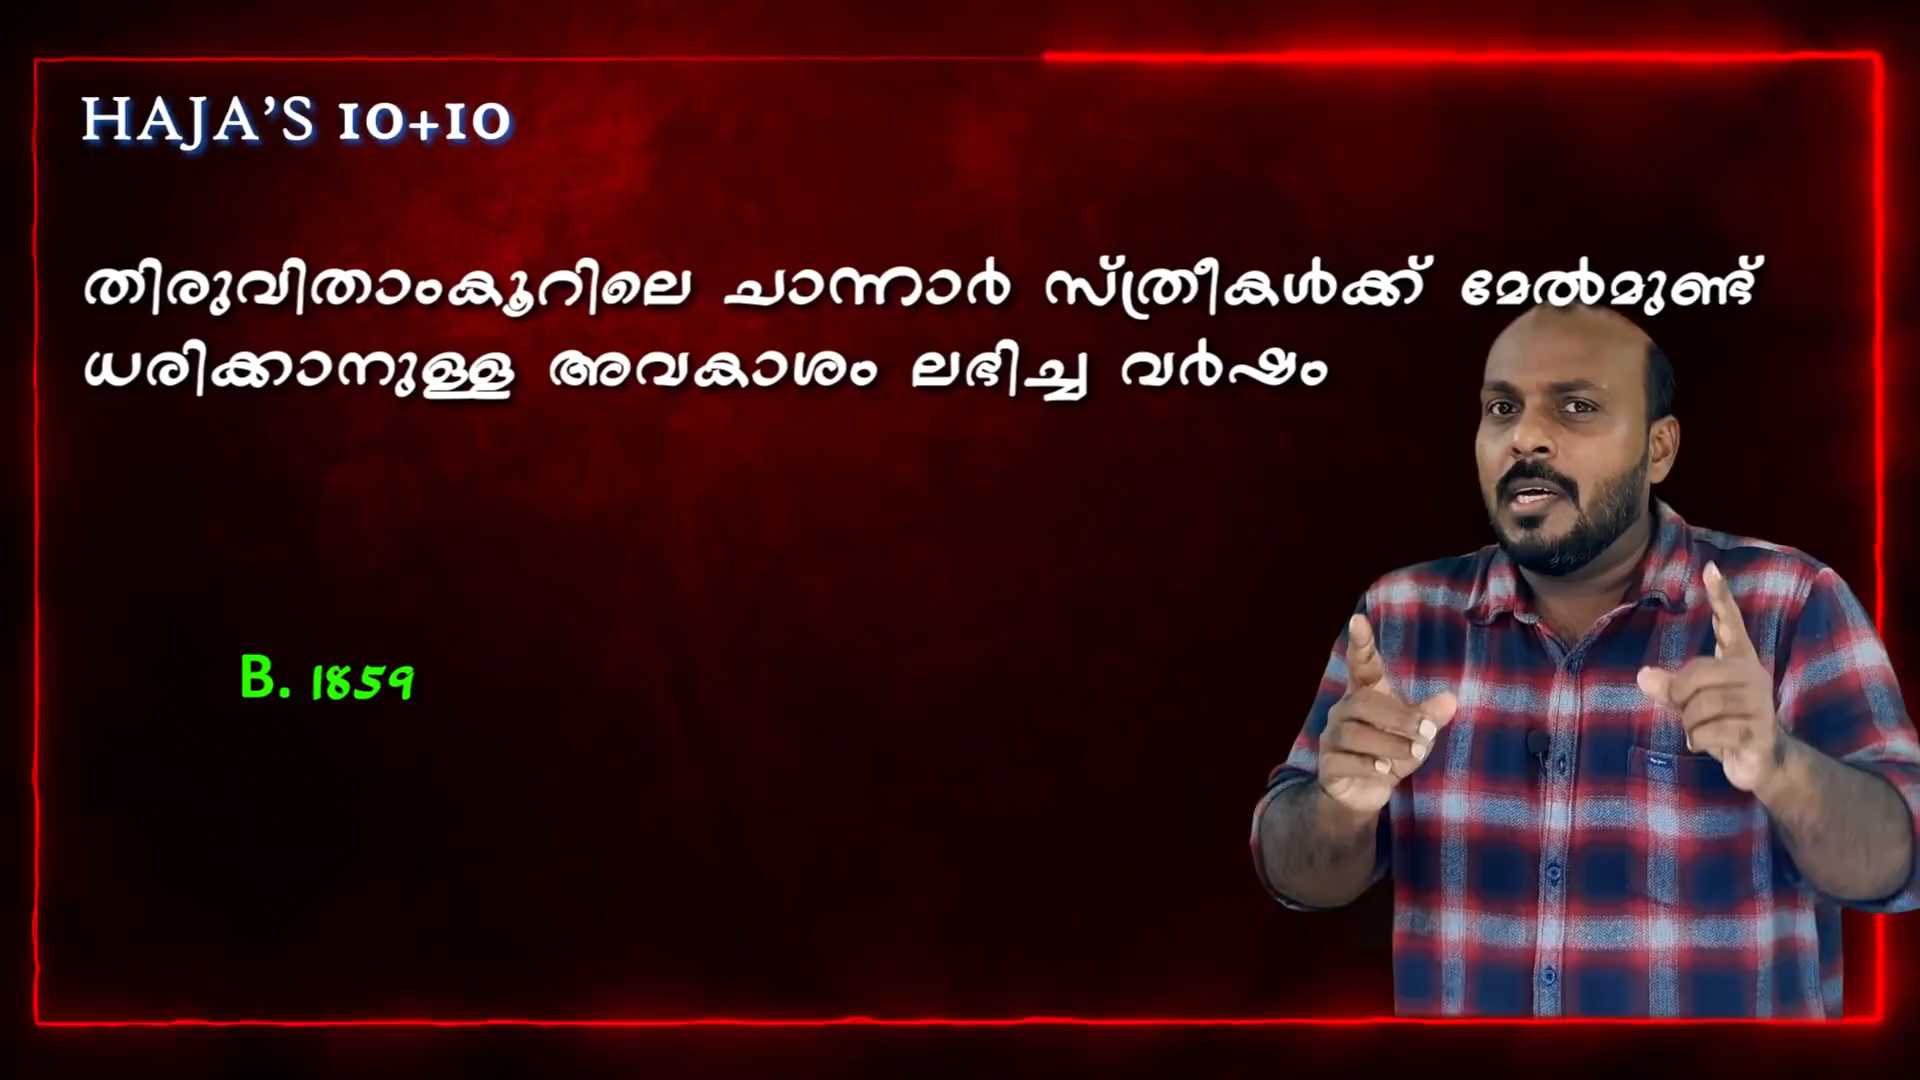 HAJA'S 10+10
തിരുവിതാംകൂറിലെ ചാന്നാർ സ്ത്രീകൾക്ക് മേൽമുണ്ട്
ധരിക്കാനുള്ള അവകാശം ലഭിച്ച വർഷം
B. 1859